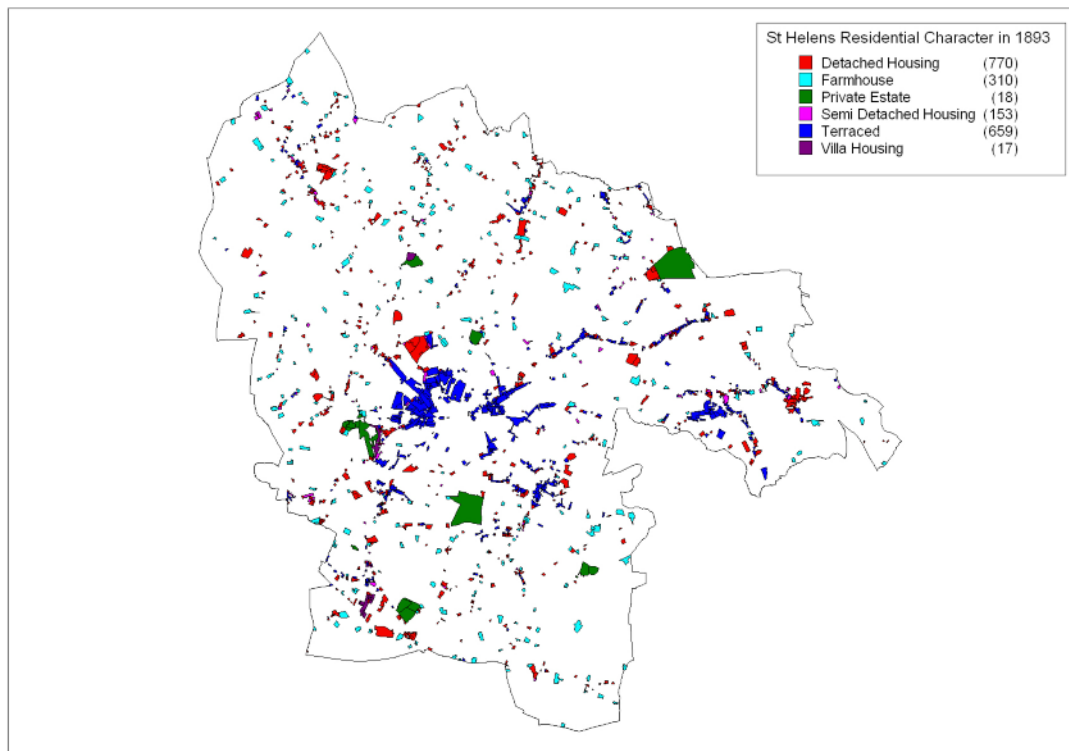 St Helens Residential Character in 1893
Detached Housing (770)
Farmhouse (310)
Private Estate (18)
Semi Detached Housing (153)
Terraced (659)
Villa Housing (17)